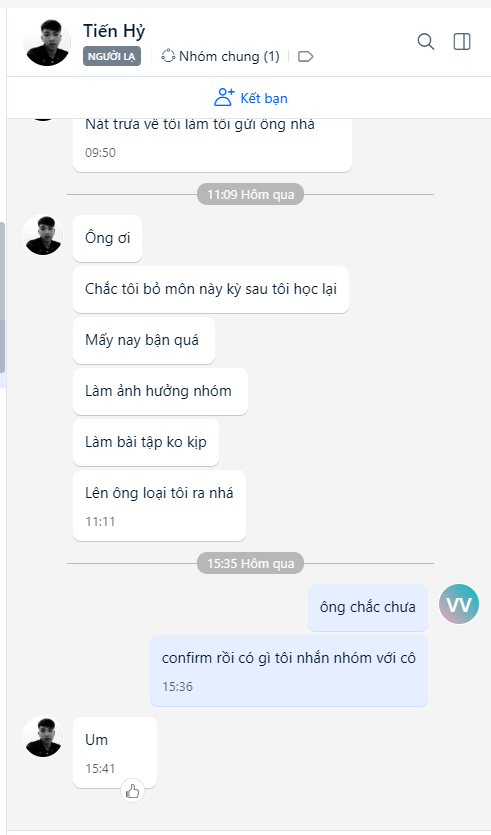 Tiến Hỷ
NGƯỜI LẠ
Nhóm chung (1)
Kết bạn
Nát trưa về tôi làm tôi gửi ông nhá
09:50
11:09 Hôm qua
Ông ơi
Chắc tôi bỏ môn này kỳ sau tôi học lại
Mấy nay bận quá
Làm ảnh hưởng nhóm
Làm bài tập ko kịp
Lên ông loại tôi ra nhá
11:11
15:35 Hôm qua
ông chắc chưa
VV
confirm rồi có gì tôi nhắn nhóm với cô
15:36
Um
15:41